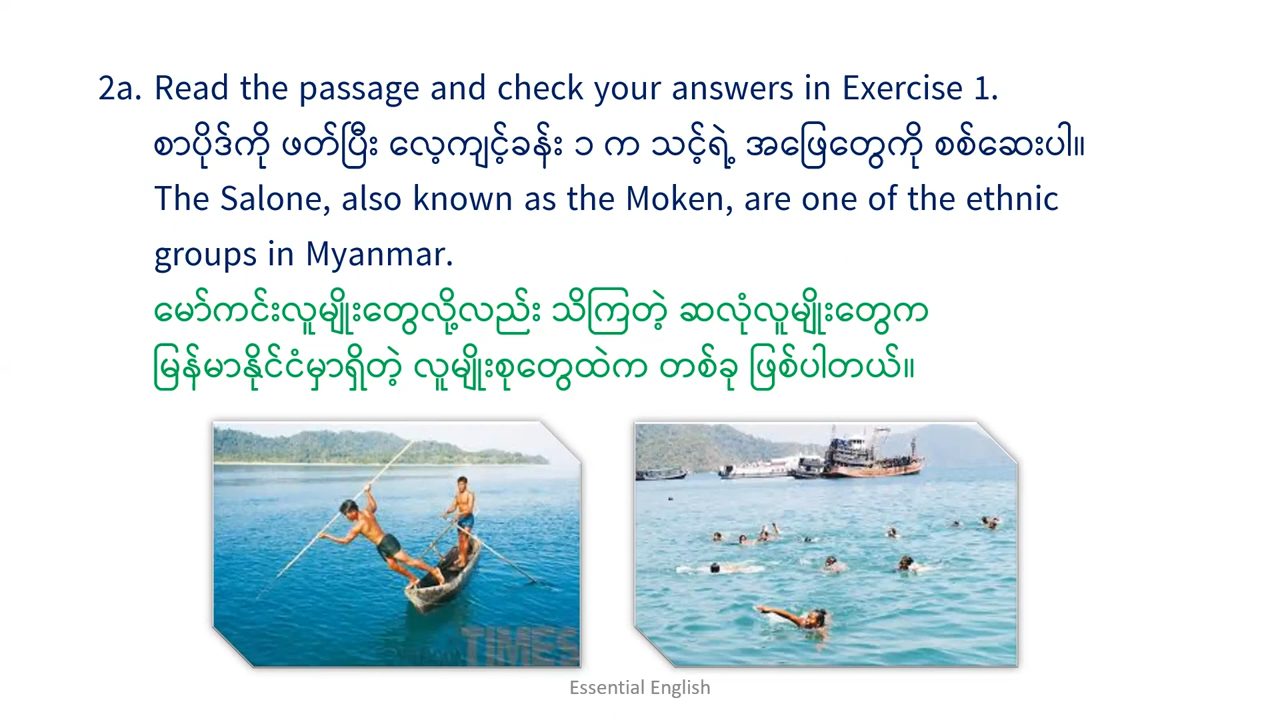 2a. Read the passage and check your answers in Exercise 1.
စာပိုဒ်ကို ဖတ်ပြီး လေ့ကျင့်ခန်း ၁ က သင့်ရဲ့ အဖြေတွေကို စစ်ဆေးပါ။
The Salone, also known as the Moken, are one of the ethnic
groups in Myanmar.
မော်ကင်းလူမျိုးတွေလို့လည်း သိကြတဲ့ ဆလုံလူမျိုးတွေက
မြန်မာနိုင်ငံမှာရှိတဲ့ လူမျိုးစုတွေထဲက တစ်ခု ဖြစ်ပါတယ်။
TIMES
Essential English